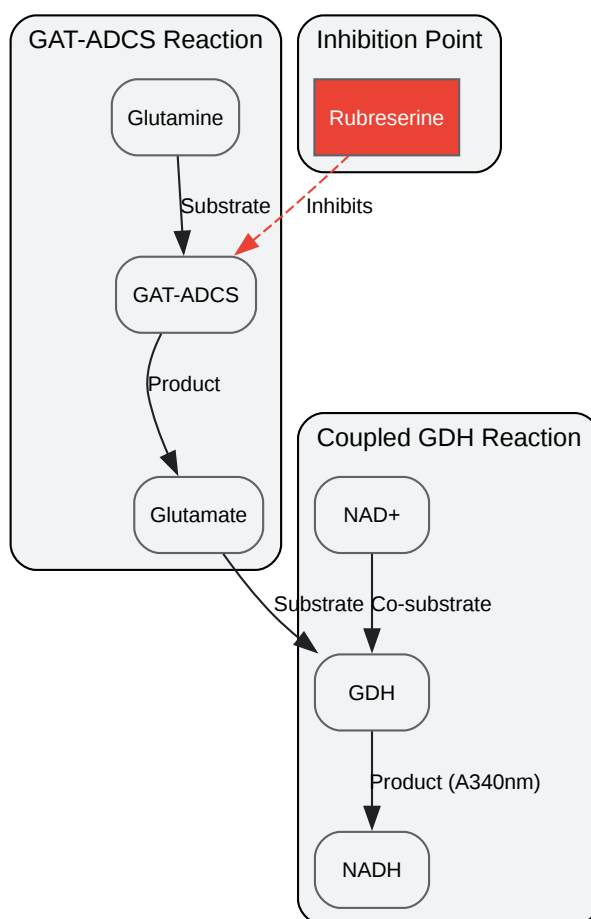 GAT-ADCS Reaction
Inhibition Point
Glutamine
Rubreserine
Substrate
Inhibits
GAT-ADCS
Product
Coupled GDH Reaction
Glutamate
NAD+
Substrate
Co-substrate
GDH
Product (A340nm)
NADH